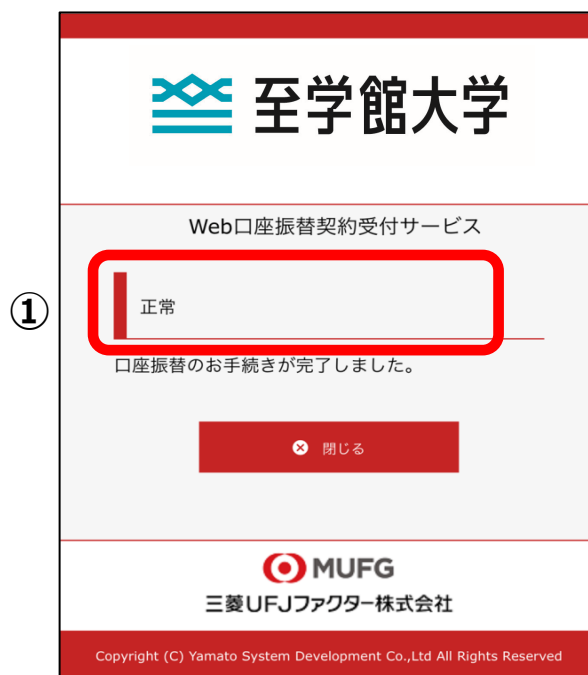 至学館大学
Web口座振替契約受付サービス
①
正常
口座振替のお手続きが完了しました。
閉じる
MUFG
三菱UFJファクター株式会社
Copyright (C) Yamato System Development Co.,Ltd All Rights Reserved